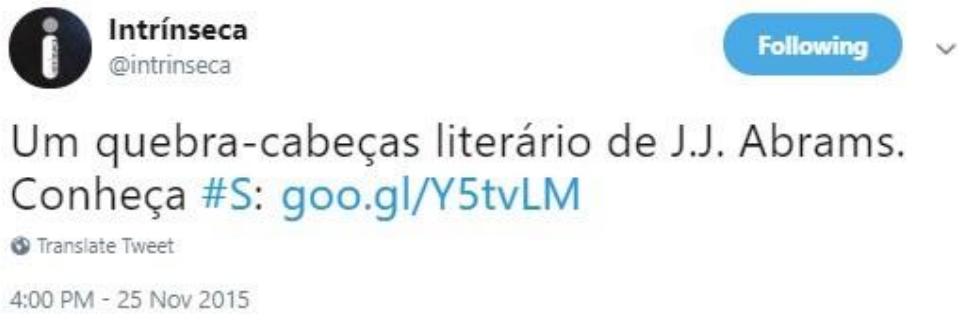 Intrínseca
@intrinseca
Following
Um quebra-cabeças literário de J.J. Abrams.
Conheça #S: goo.gl/Y5tvLM
Translate Tweet
4:00 PM - 25 Nov 2015